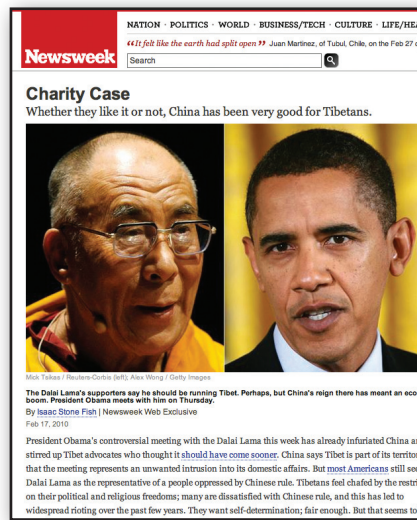 NATION · POLITICS · WORLD · BUSINESS/TECH · CULTURE ·
Newsweek
“It felt like the earth had split open” Juan Martinez, of Tubul, Chile, on the Feb 27
Search
Charity Case
Whether they like it or not, China has been very good for Tibetans.
Mick Tsikas / Reuters-Corbis (left); Alex Wong / Getty Images
The Dalai Lama's supporters say he should be running Tibet. Perhaps, but China's reign there has meant an
boom. President Obama meets with him on Thursday.
By Isaac Stone Fish | Newsweek Web Exclusive
Feb 17, 2010
President Obama's controversial meeting with the Dalai Lama this week has already infuriated China
stirred up Tibet advocates who thought it should have come sooner. China says Tibet is part of its
that the meeting represents an unwanted intrusion into its domestic affairs. But most Americans still
Dalai Lama as the representative of a people oppressed by Chinese rule. Tibetans feel chafed by the
on their political and religious freedoms; many are dissatisfied with Chinese rule, and this has led to
widespread rioting over the past few years. They want self-determination; fair enough. But that seems to